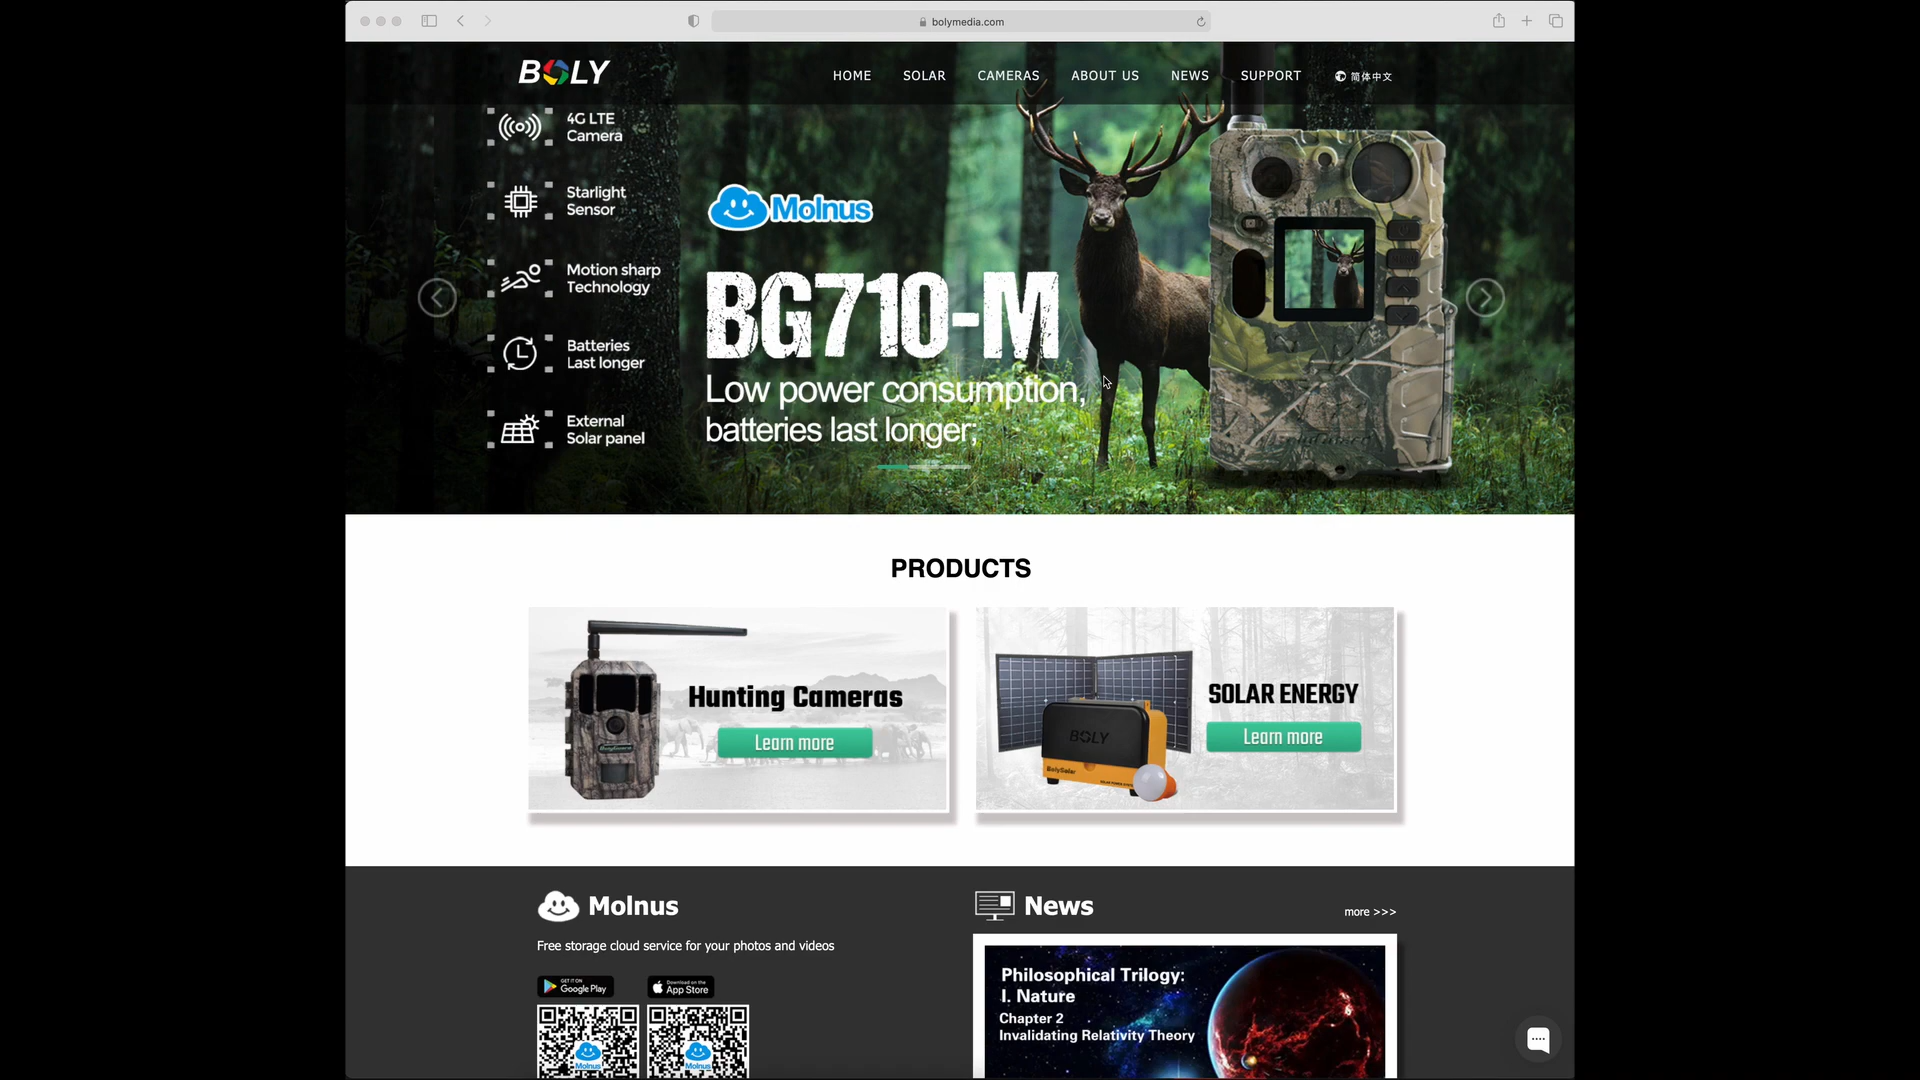 bolymedia.com
BOLY
HOME
SOLAR
CAMERAS
ABOUT US
NEWS
SUPPORT
简体中文
4G LTE
Camera
Starlight
Sensor
Motion sharp
Technology
Batteries
Last longer
External
Solar panel
Molnus
BG710-M
Low power consumption,
batteries last longer;
PRODUCTS
Hunting Cameras
Learn more
BOLY
BolySolar
SOLAR ENERGY
Learn more
Molnus
Free storage cloud service for your photos and videos
GET IT ON
Google Play
Download on the
App Store
Molnus
Molnus
News
more >>>
Philosophical Trilogy:
I. Nature
Chapter 2
Invalidating Relativity Theory